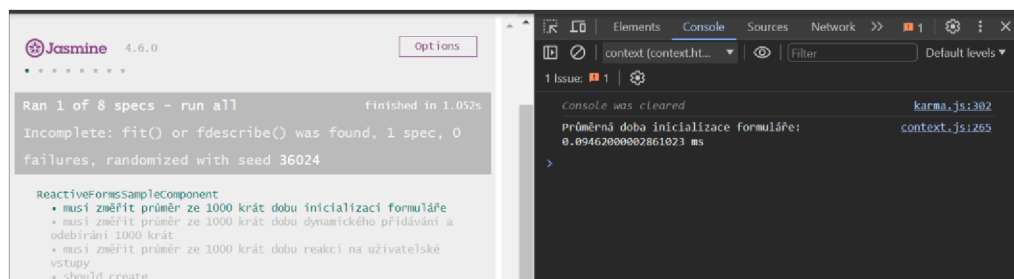 Jasmine 4.6.0
Options
Ran 1 of 8 specs - run all
finished in 1.052s
Incomplete: fit() or fdescribe() was found, 1 spec, 0
failures, randomized with seed 36024
ReactiveFormsSampleComponent
• musí změřit průměr ze 1000 krát dobu inicializací formuláře
• musí změřit průměr ze 1000 krát dobu dynamického přidávání a
odebírání 1000 krát
• musí změřit průměr ze 1000 krát dobu reakcí na uživatelské
vstupy
• should create
Elements Console Sources Network 1
context (context.ht... Filter Default levels
1 Issue: 1
Console was cleared karma.js:302
Průměrná doba inicializace formuláře: context.js:265
0.09462000002861023 ms